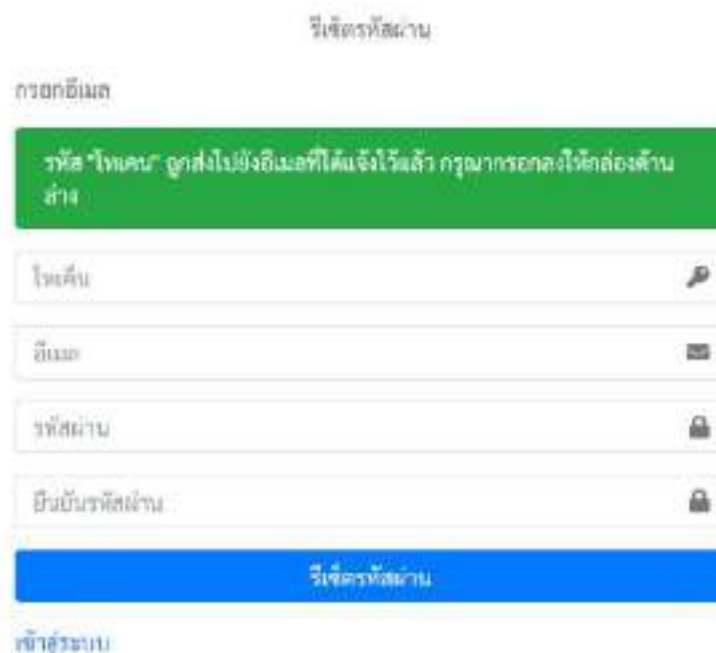 รีเซ็ตรหัสผ่าน
กรอกอีเมล
รหัส "โทเคน" ถูกส่งไปยังอีเมลที่ได้แจ้งไว้แล้ว กรุณากรอกลงให้กล่องด้าน
ล่าง
โทเค็น
อีเมล
รหัสผ่าน
ยืนยันรหัสผ่าน
รีเซ็ตรหัสผ่าน
เข้าสู่ระบบ